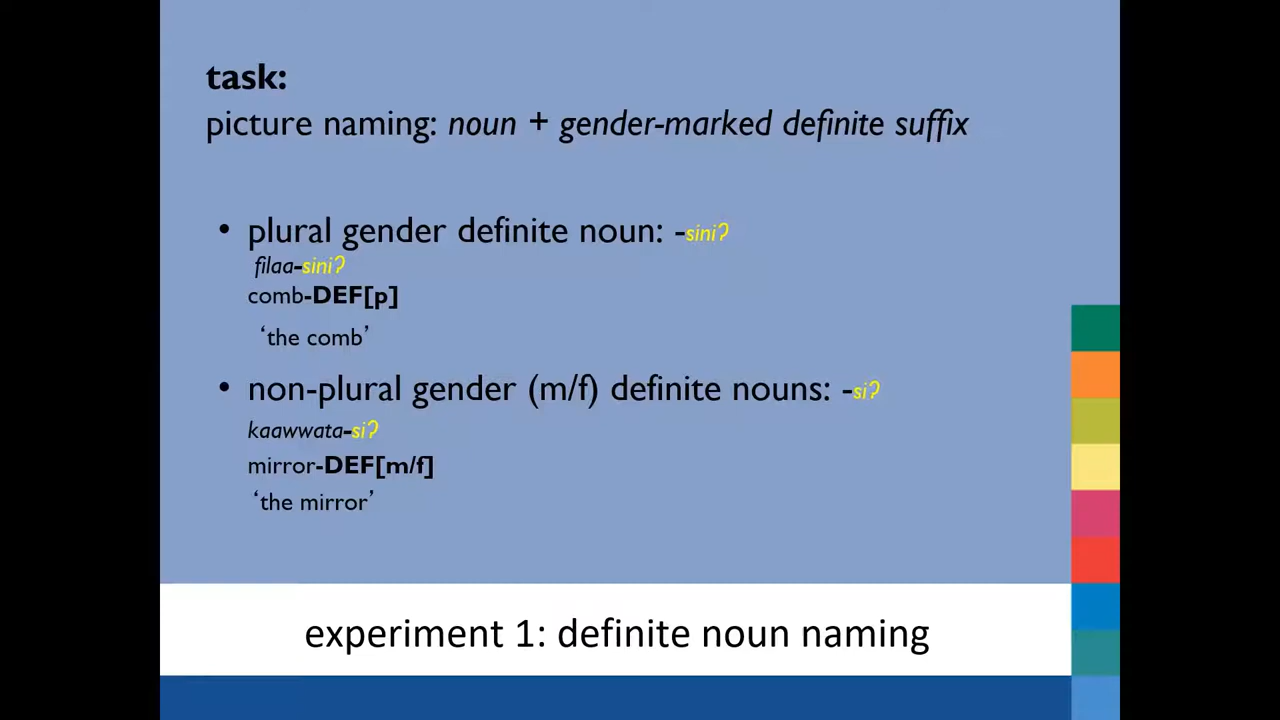 task:
picture naming: noun + gender-marked definite suffix
• plural gender definite noun: -siniʔ
filaa-siniʔ
comb-DEF[p]
‘the comb’
• non-plural gender (m/f) definite nouns: -siʔ
kaawwata-siʔ
mirror-DEF[m/f]
‘the mirror’
experiment 1: definite noun naming